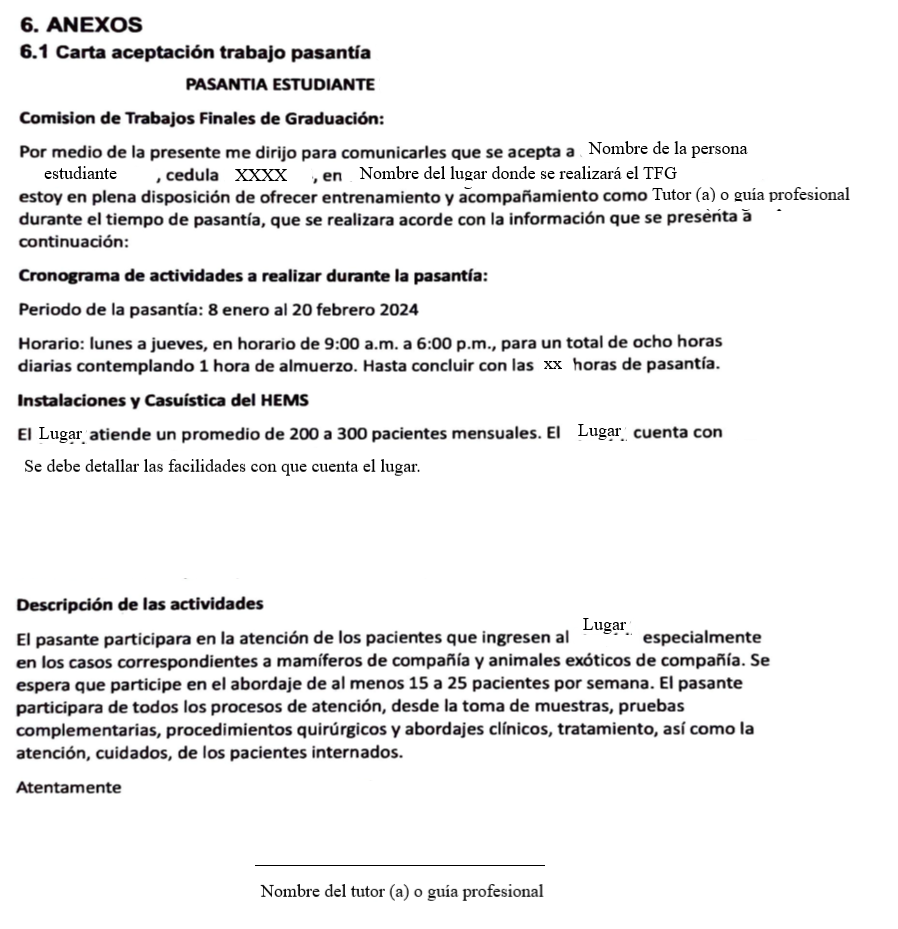 6. ANEXOS
6.1 Carta aceptación trabajo pasantía
PASANTIA ESTUDIANTE
Comision de Trabajos Finales de Graduación:
Por medio de la presente me dirijo para comunicarles que se acepta a Nombre de la persona
estudiante , cedula XXXX , en Nombre del lugar donde se realizará el TFG
estoy en plena disposición de ofrecer entrenamiento y acompañamiento como Tutor (a) o guía profesional
durante el tiempo de pasantía, que se realizara acorde con la información que se presenta a
continuación:
Cronograma de actividades a realizar durante la pasantía:
Periodo de la pasantía: 8 enero al 20 febrero 2024
Horario: lunes a jueves, en horario de 9:00 a.m. a 6:00 p.m., para un total de ocho horas
diarias contemplando 1 hora de almuerzo. Hasta concluir con las xx horas de pasantía.
Instalaciones y Casuística del HEMS
El Lugar atiende un promedio de 200 a 300 pacientes mensuales. El Lugar cuenta con
Se debe detallar las facilidades con que cuenta el lugar.
Descripción de las actividades
El pasante participara en la atención de los pacientes que ingresen al Lugar especialmente
en los casos correspondientes a mamíferos de compañía y animales exóticos de compañía. Se
espera que participe en el abordaje de al menos 15 a 25 pacientes por semana. El pasante
participara de todos los procesos de atención, desde la toma de muestras, pruebas
complementarias, procedimientos quirúrgicos y abordajes clínicos, tratamiento, así como la
atención, cuidados, de los pacientes internados.
Atentamente
Nombre del tutor (a) o guía profesional